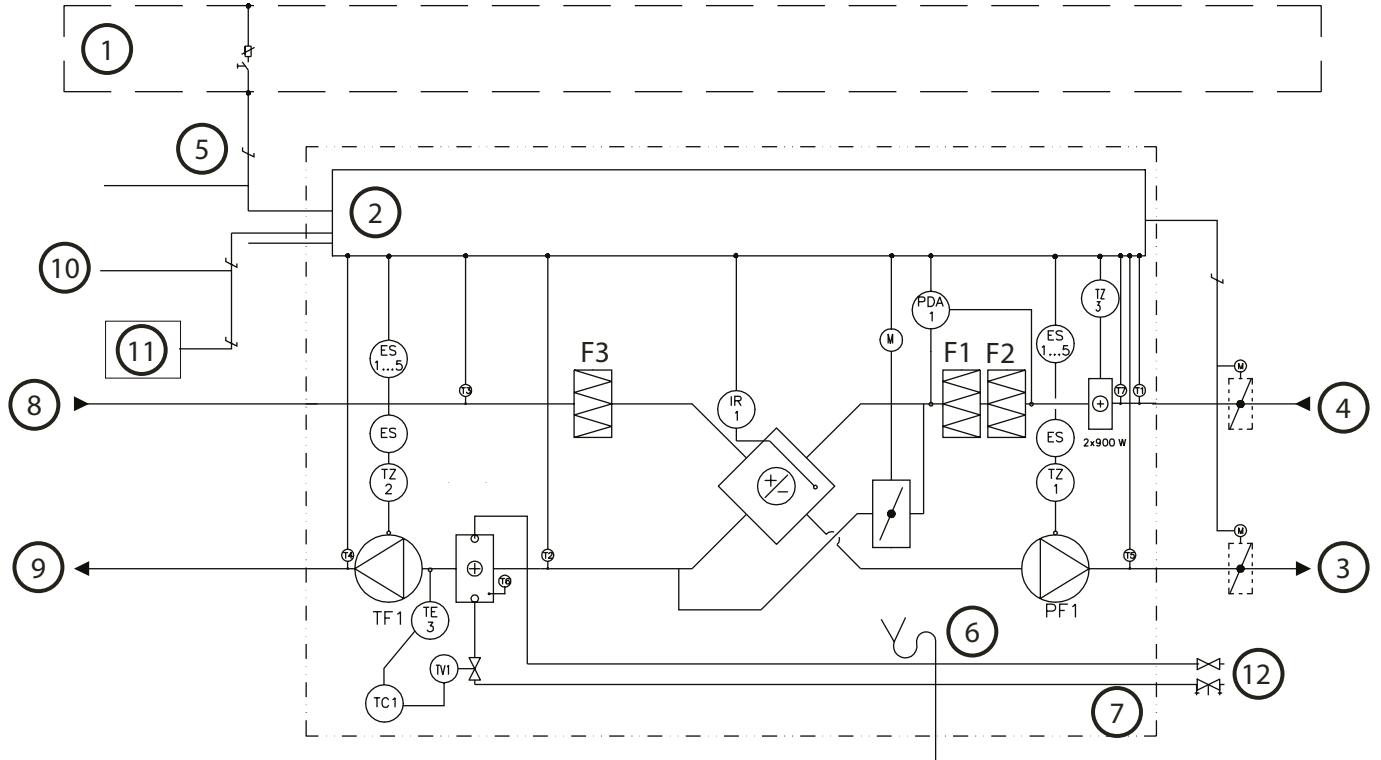 1
5
2
10
11
PDA
1
TZ
3
ES
1...5
ES
1...5
M
F3
F1
F2
M
T3
T7
T1
8
IR
1
4
2x900 W
ES
ES
+/-
+
TZ
2
TZ
1
M
T4
T2
T5
9
+
T6
3
TF1
TE
3
PF1
6
TV1
12
TC1
7